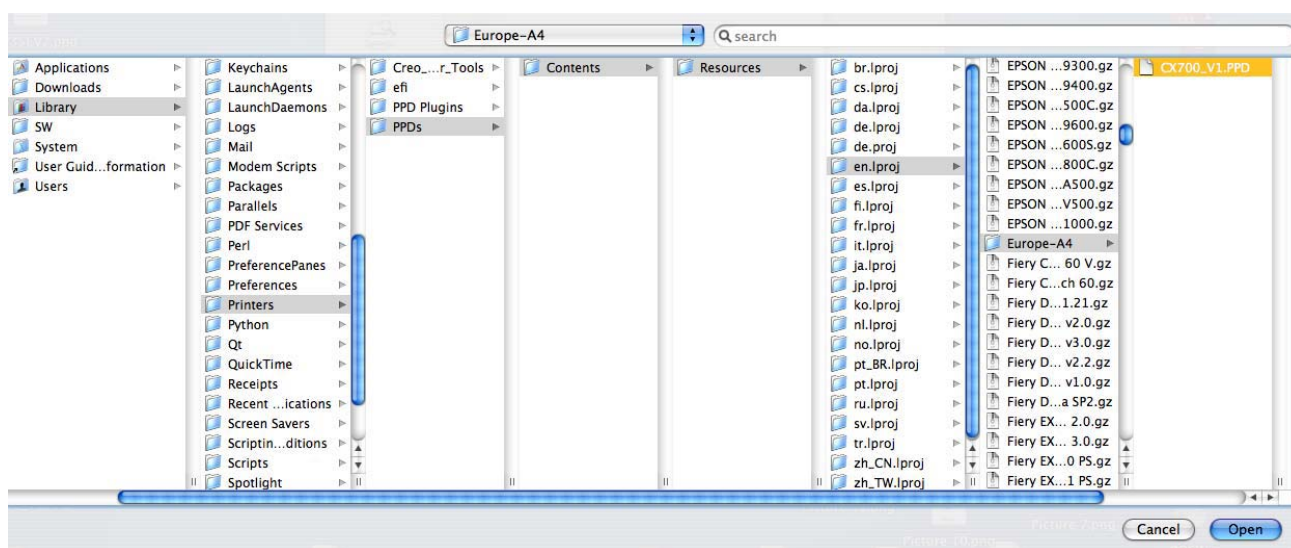 Europe-A4
search
Applications
Downloads
Library
SW
System
User Guid...formation
Users
Keychains
LaunchAgents
LaunchDaemons
Logs
Mail
Modem Scripts
Packages
Parallels
PDF Services
Perl
PreferencePanes
Preferences
Printers
Python
Qt
QuickTime
Receipts
Recent ...ications
Screen Savers
Scriptin...ditions
Scripts
Spotlight
Creo_...r_Tools
efi
PPD Plugins
PPDs
Contents
Resources
br.lproj
cs.lproj
da.lproj
de.lproj
de.proj
en.lproj
es.lproj
fi.lproj
fr.lproj
it.lproj
ja.lproj
jp.lproj
ko.lproj
nl.lproj
no.lproj
pt_BR.lproj
pt.lproj
ru.lproj
sv.lproj
tr.lproj
zh_CN.lproj
zh_TW.lproj
EPSON ...9300.gz
EPSON ...9400.gz
EPSON ...500C.gz
EPSON ...9600.gz
EPSON ...600S.gz
EPSON ...800C.gz
EPSON ...A500.gz
EPSON ...V500.gz
EPSON ...1000.gz
Europe-A4
Fiery C... 60 V.gz
Fiery C...ch 60.gz
Fiery D...1.21.gz
Fiery D... v2.0.gz
Fiery D... v3.0.gz
Fiery D... v2.2.gz
Fiery D... v1.0.gz
Fiery D...a SP2.gz
Fiery EX... 2.0.gz
Fiery EX... 3.0.gz
Fiery EX...0 PS.gz
Fiery EX...1 PS.gz
CX700_V1.PPD
Cancel
Open